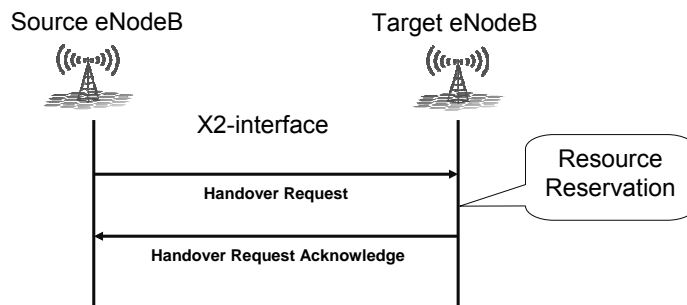 Source eNodeB
Target eNodeB
X2-interface
Resource
Reservation
Handover Request
Handover Request Acknowledge